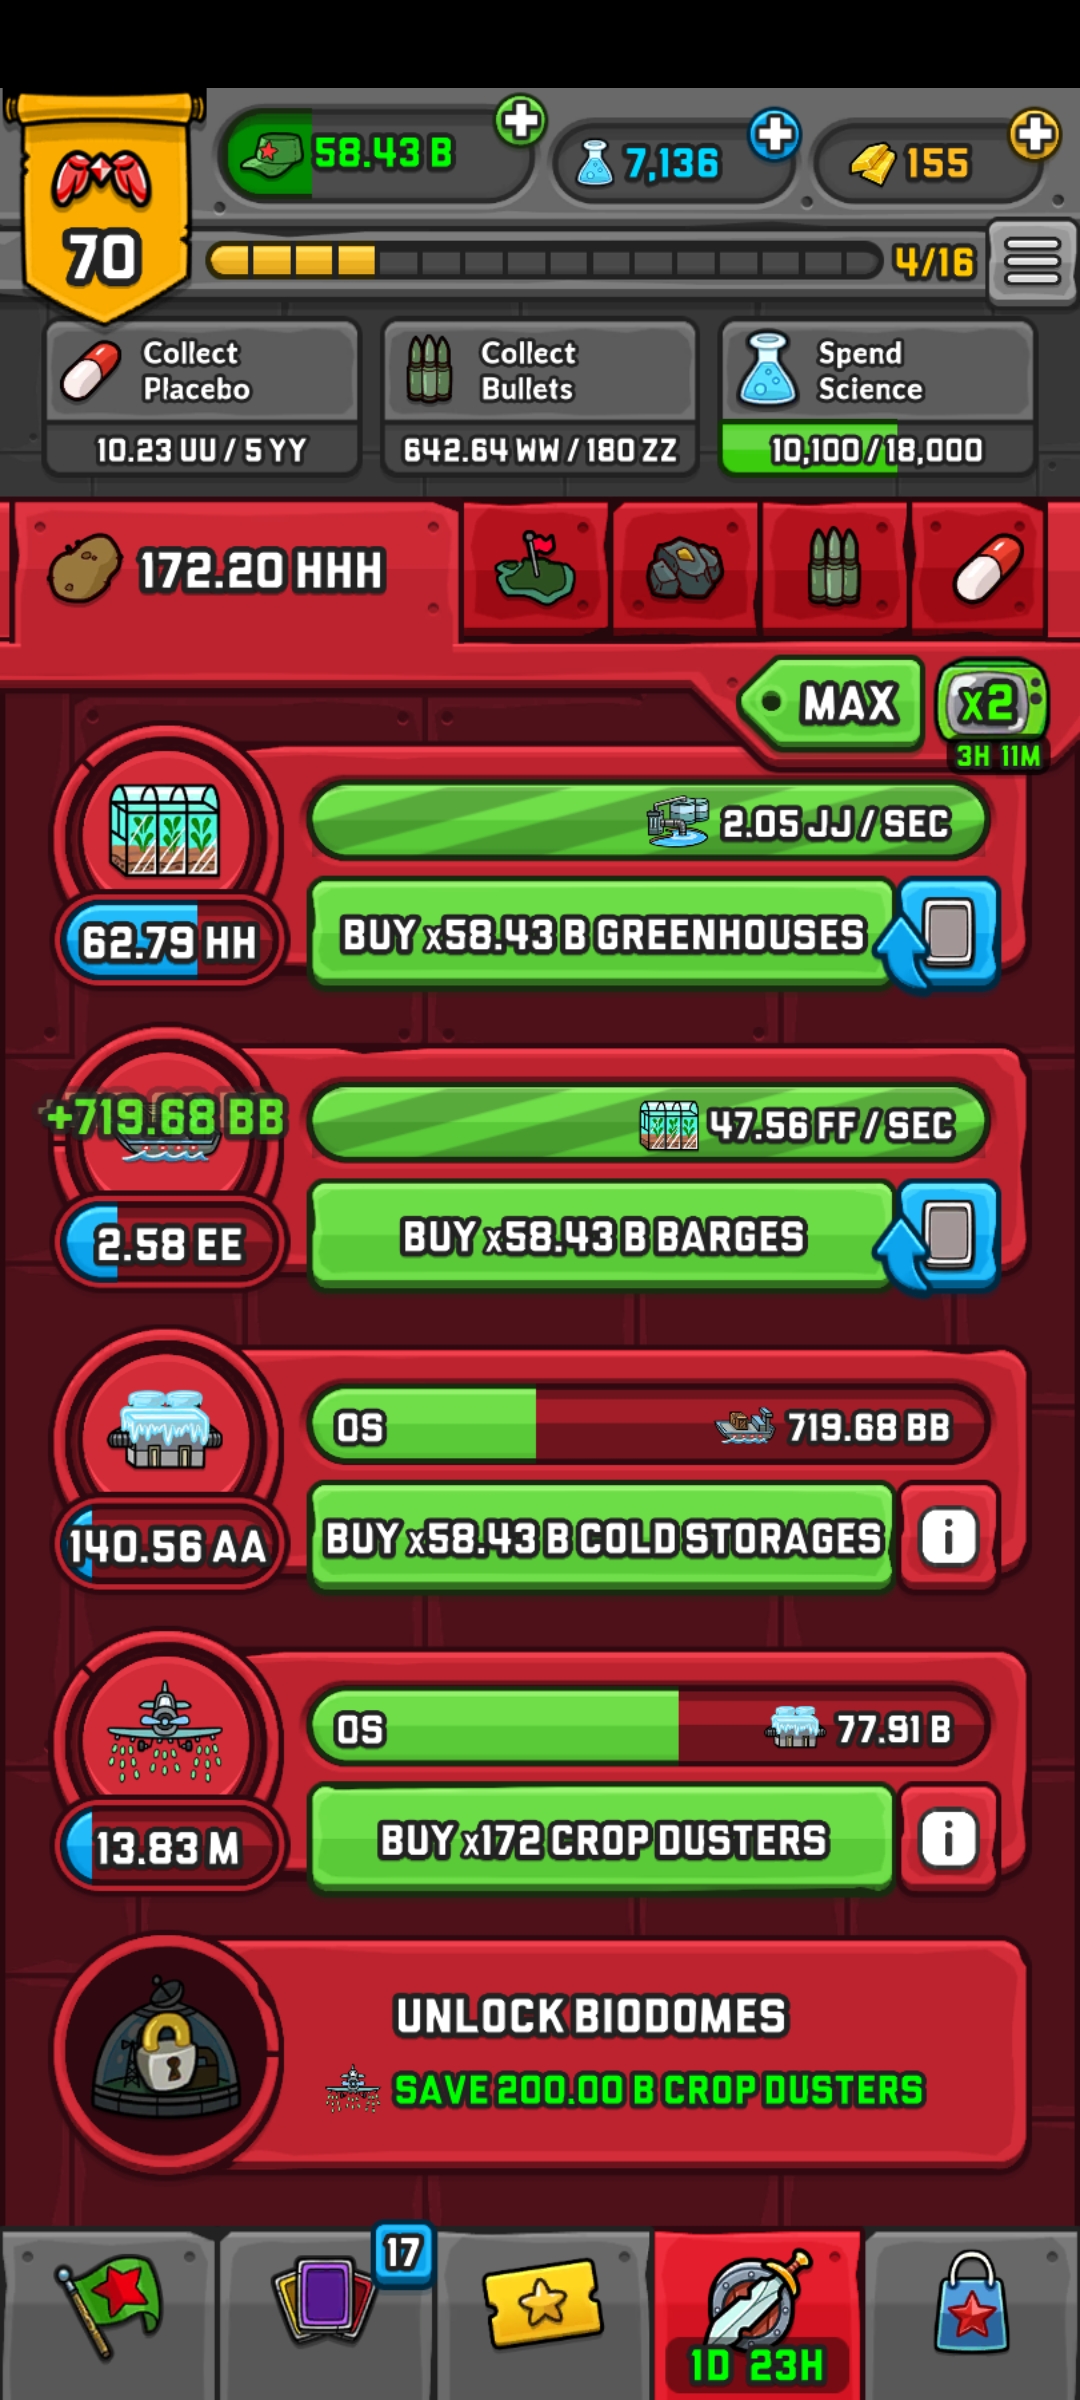 58.43 B
7,136
155
70
4/16
Collect
Placebo
10.23 UU / 5 YY
Collect
Bullets
642.64 WW / 180 ZZ
Spend
Science
10,100 / 18,000
172.20 HHH
MAX
x2
3H 11M
2.05 JJ / SEC
62.79 HH
BUY x58.43 B GREENHOUSES
+719.68 BB
47.56 FF / SEC
2.58 EE
BUY x58.43 B BARGES
0S
719.68 BB
140.56 AA
BUY x58.43 B COLD STORAGES
i
0S
77.91 B
13.83 M
BUY x172 CROP DUSTERS
i
UNLOCK BIODOMES
SAVE 200.00 B CROP DUSTERS
17
1D 23H